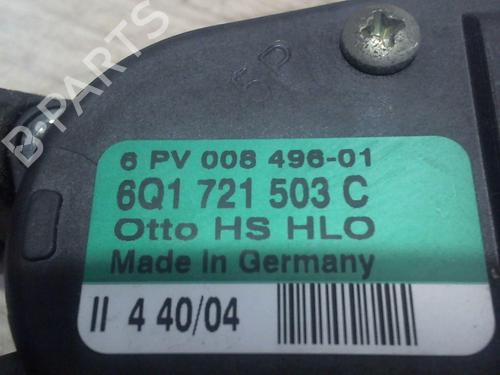 5P
B-PARTS
6 PV 008 496-01
6Q1 721 503 C
Otto HS HLO
Made in Germany
II 4 40/04